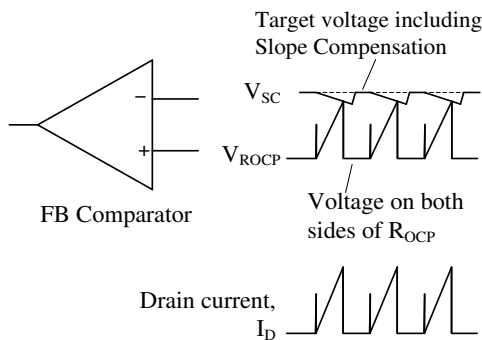 Target voltage including
Slope Compensation
V_SC
−
+
V_ROCP
FB Comparator
Voltage on both
sides of R_OCP
Drain current,
I_D